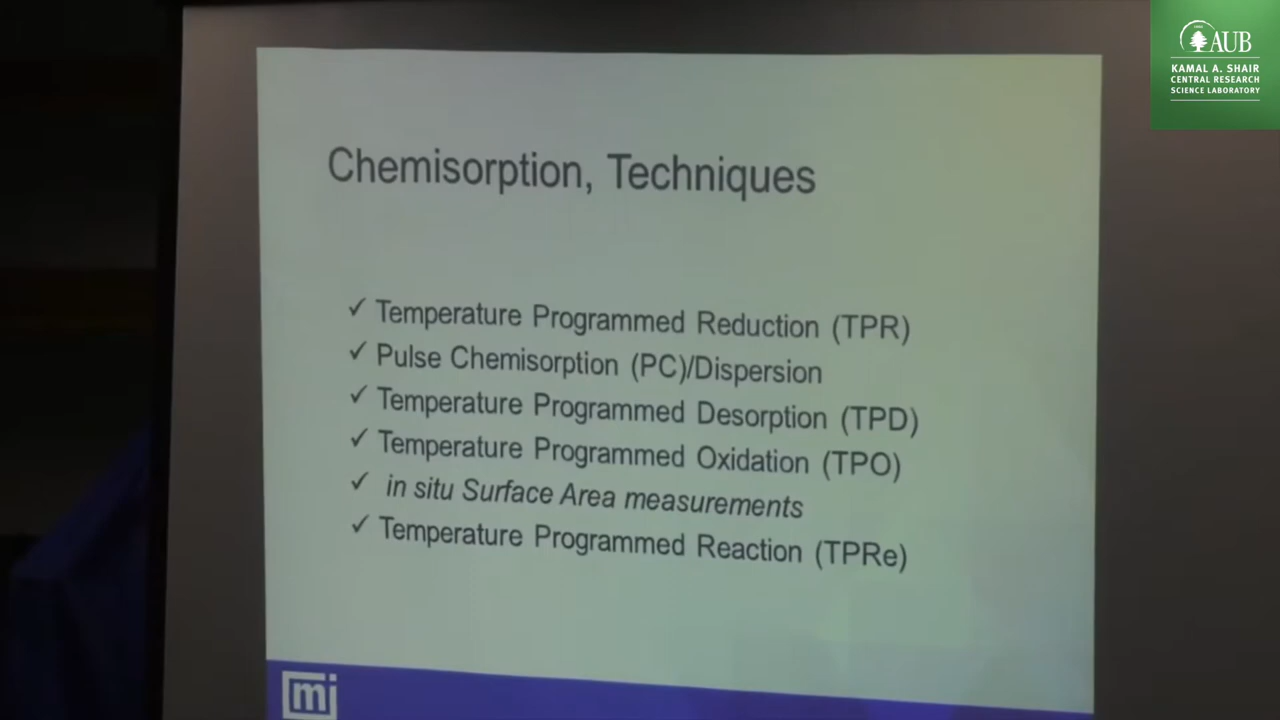 AUB
KAMAL A. SHAIR
CENTRAL RESEARCH
SCIENCE LABORATORY
Chemisorption, Techniques
✓ Temperature Programmed Reduction (TPR)
✓ Pulse Chemisorption (PC)/Dispersion
✓ Temperature Programmed Desorption (TPD)
✓ Temperature Programmed Oxidation (TPO)
✓ in situ Surface Area measurements
✓ Temperature Programmed Reaction (TPRe)
mi